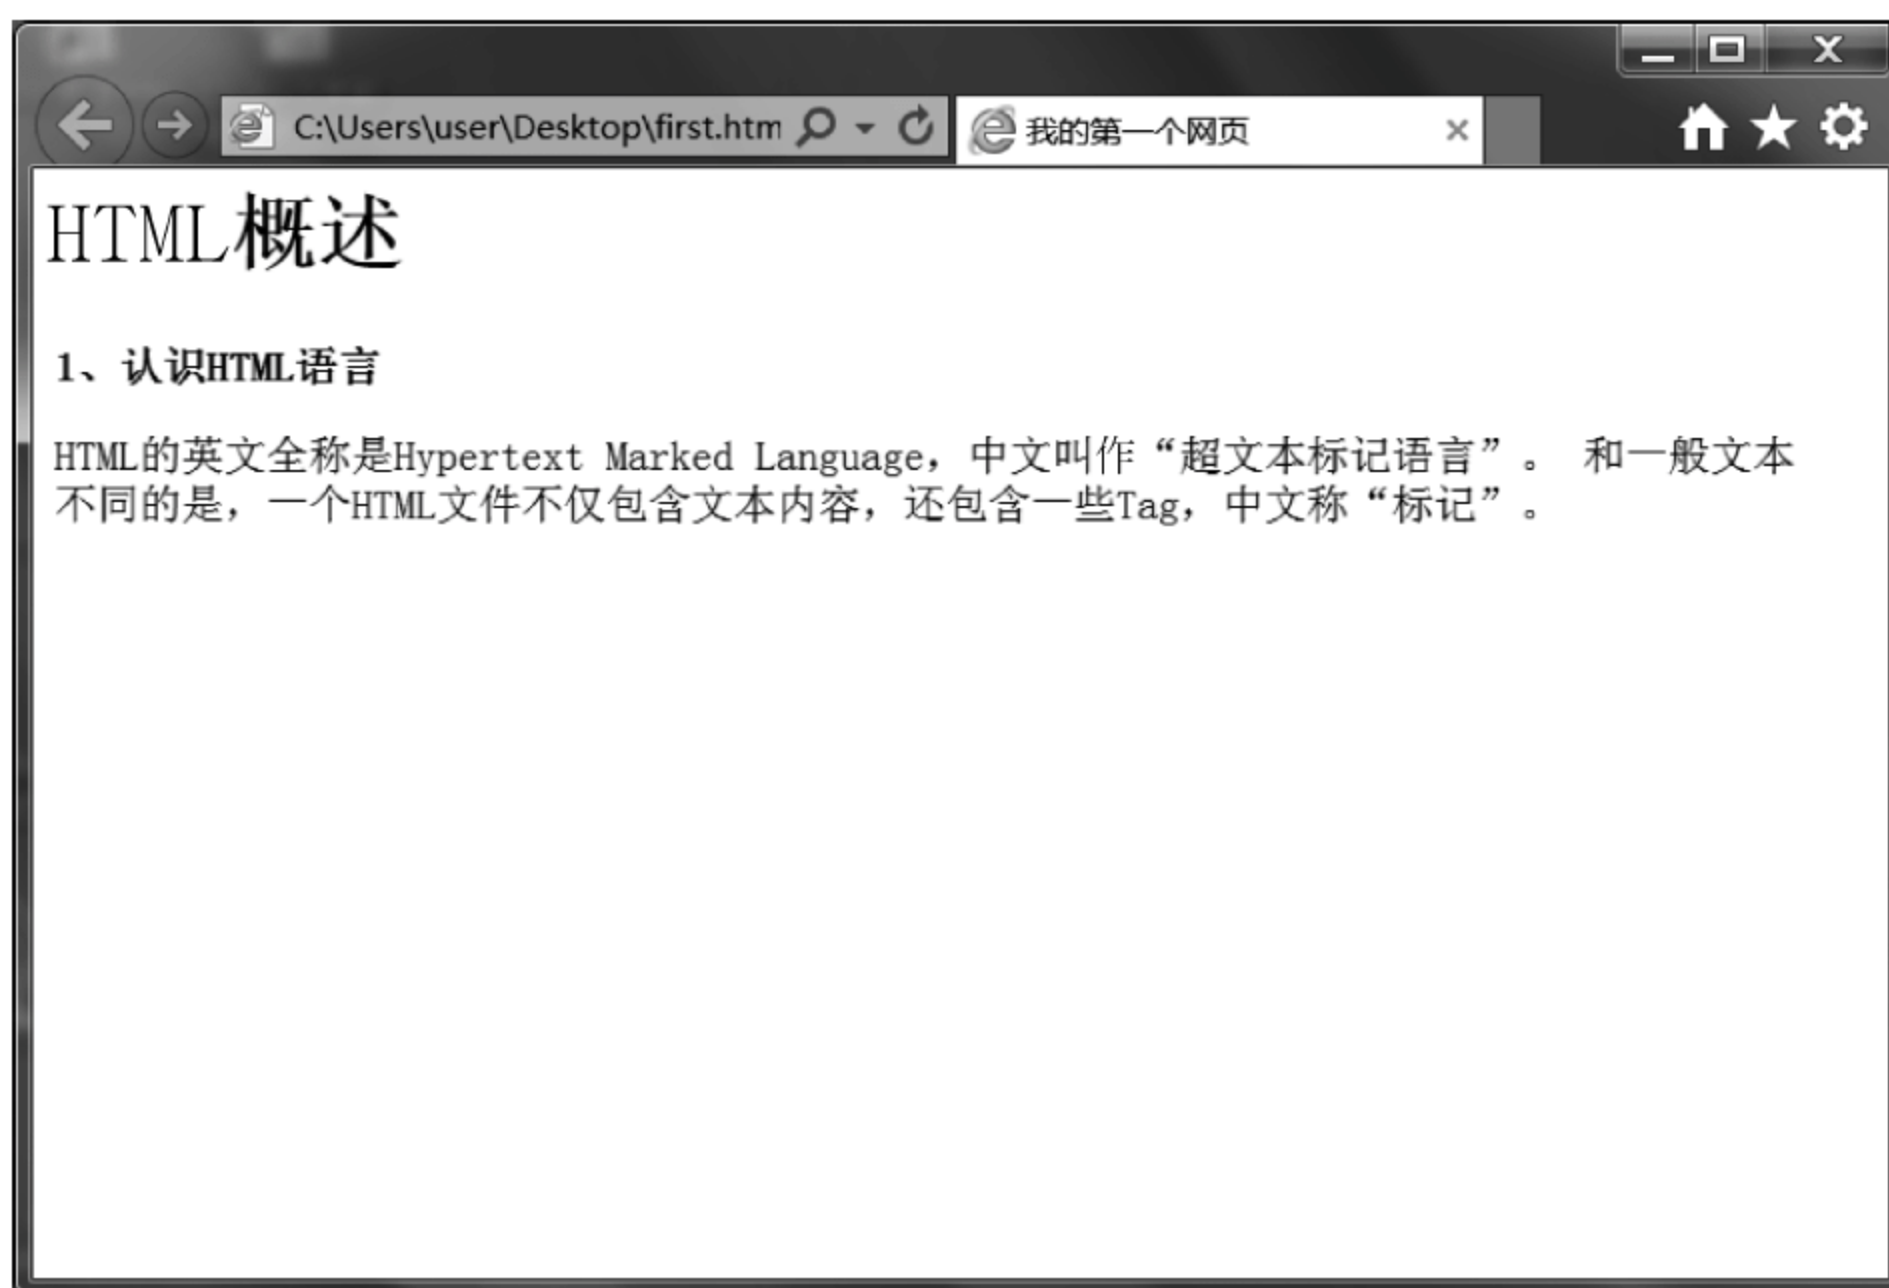 C:\Users\user\Desktop\first.htm
我的第一个网页
HTML概述
1、认识HTML语言
HTML的英文全称是Hypertext Marked Language，中文叫作“超文本标记语言”。 和一般文本
不同的是，一个HTML文件不仅包含文本内容，还包含一些Tag，中文称“标记”。